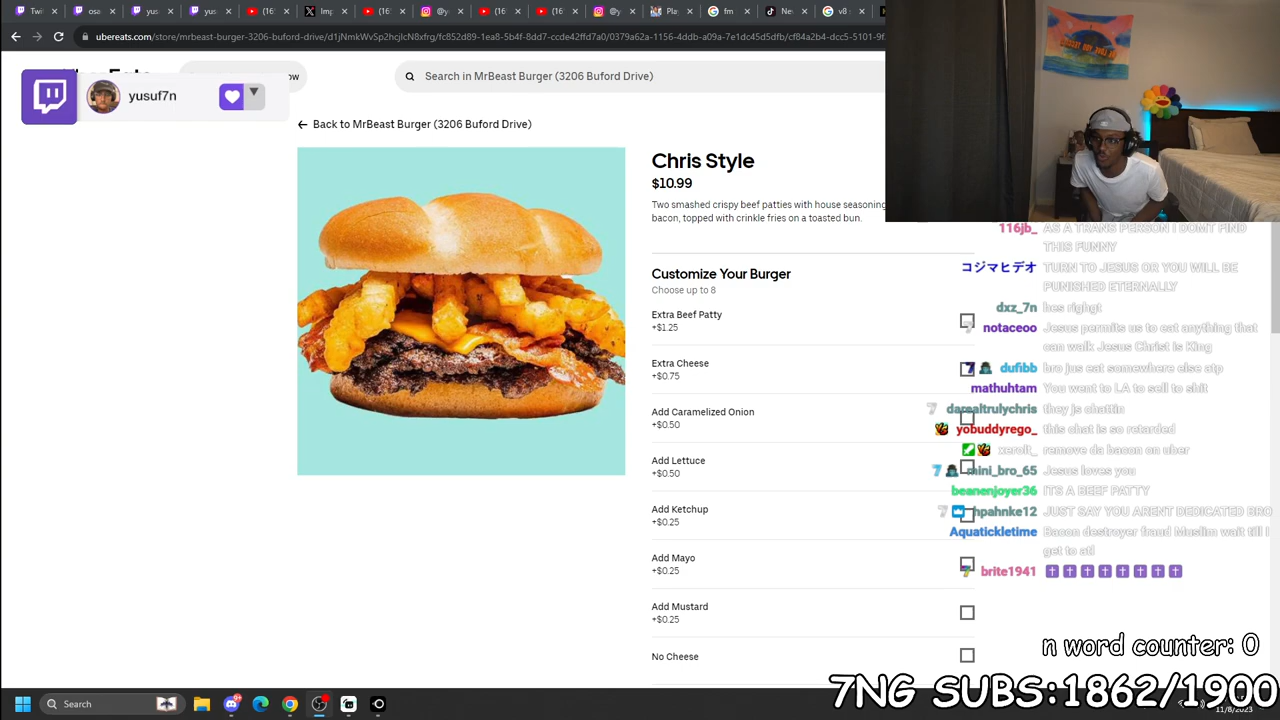 ubereats.com/store/mrbeast-burger-3206-buford-drive/d1jNmkWvSp2hcjIcN8xfrg/fc852d89-1ea8-5b4f-8dd7-ccde42ffd7a0/0379a62a-1156-4ddb-a09a-7e1dc45d5dfb/cf84a2b4-dcc5-5101-9f
yusuf7n
Search in MrBeast Burger (3206 Buford Drive)
Back to MrBeast Burger (3206 Buford Drive)
Chris Style
$10.99
Two smashed crispy beef patties with house seasoning
bacon, topped with crinkle fries on a toasted bun.
Customize Your Burger
Choose up to 8
Extra Beef Patty
+$1.25
Extra Cheese
+$0.75
Add Caramelized Onion
+$0.50
Add Lettuce
+$0.50
Add Ketchup
+$0.25
Add Mayo
+$0.25
Add Mustard
+$0.25
No Cheese
116jb_ AS A TRANS PERSON I DOMT FIND
THIS FUNNY
コジマヒデオ TURN TO JESUS OR YOU WILL BE
PUNISHED ETERNALLY
dxz_7n hes righgt
notaceoo Jesus permits us to eat anything that
can walk Jesus Christ is King
dufibb bro jus eat somewhere else atp
mathuhtam You went to LA to sell to shit
darealtrulychris they js chattin
yobuddyrego_ this chat is so retarded
xerolt_ remove da bacon on uber
mini_bro_65 Jesus loves you
beanenjoyer36 ITS A BEEF PATTY
hpahnke12 JUST SAY YOU ARENT DEDICATED BRO
Aquatickletime Bacon destroyer fraud Muslim wait till I
get to atl
brite1941
n word counter: 0
7NG SUBS:1862/1900
Search
11/8/2023